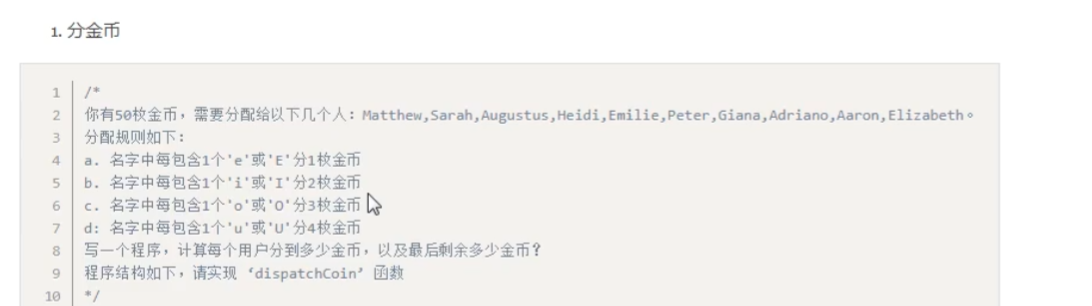 1. 分金币
1 /*
2 你有50枚金币，需要分配给以下几个人：Matthew,Sarah,Augustus,Heidi,Emilie,Peter,Giana,Adriano,Aaron,Elizabeth。
3 分配规则如下：
4 a. 名字中每包含1个'e'或'E'分1枚金币
5 b. 名字中每包含1个'i'或'I'分2枚金币
6 c. 名字中每包含1个'o'或'O'分3枚金币
7 d: 名字中每包含1个'u'或'U'分4枚金币
8 写一个程序，计算每个用户分到多少金币，以及最后剩余多少金币？
9 程序结构如下，请实现 ‘dispatchCoin’ 函数
10 */